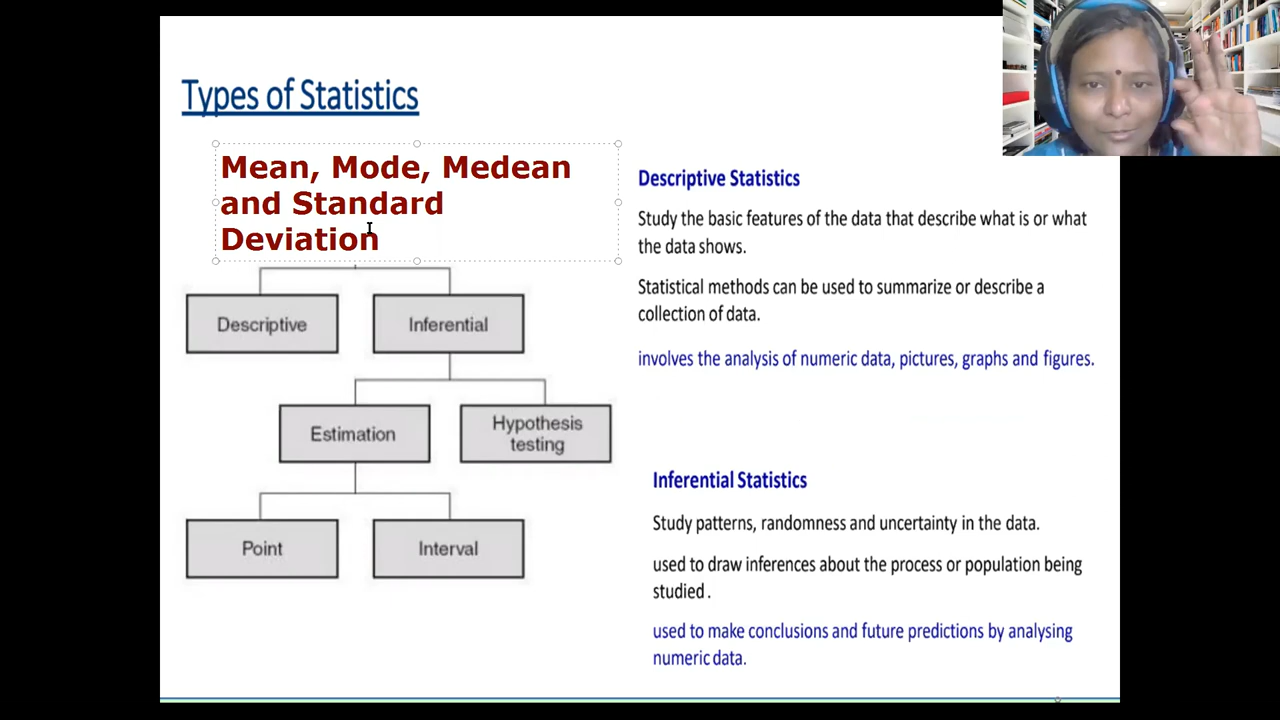 Types of Statistics
Mean, Mode, Medean
and Standard
Deviation
Descriptive
Inferential
Estimation
Hypothesis
testing
Point
Interval
Descriptive Statistics
Study the basic features of the data that describe what is or what
the data shows.
Statistical methods can be used to summarize or describe a
collection of data.
involves the analysis of numeric data, pictures, graphs and figures.
Inferential Statistics
Study patterns, randomness and uncertainty in the data.
used to draw inferences about the process or population being
studied .
used to make conclusions and future predictions by analysing
numeric data.